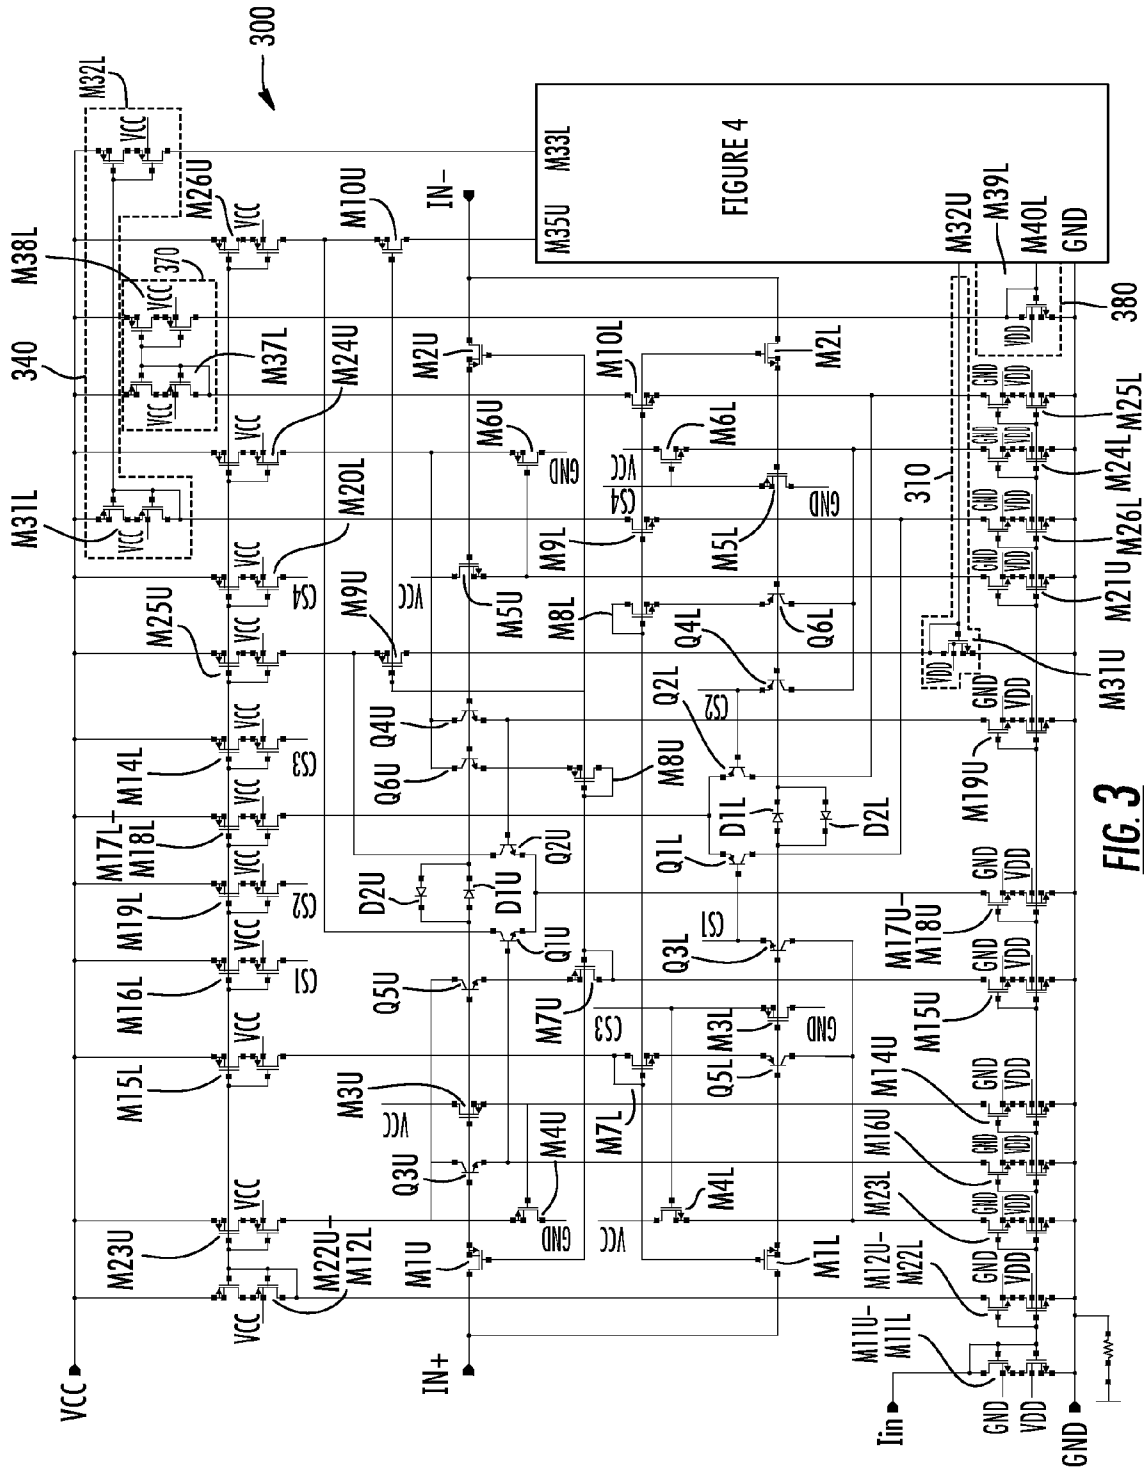 300
M32L
M38L
370
M26U
VCC
VCC
VCC
340
M37L
VCC
M24U
VCC
M10U
IN-
M33L
M35U
FIGURE 4
M32U
M39L
M40L
GND
380
VDD
M31L
VCC
M20L
VCC
CS4
M25U
VCC
M9U
M2U
M6U
GND
M5U
VCC
M10L
M6L
VCC
CS4
M9L
M5L
GND
M8L
M2L
Q6L
Q4L
CS2
Q2L
310
M25L
GND
VDD
M24L
GND
VDD
M26L
GND
VDD
M21U
GND
VDD
M31U
VDD
M14L
VCC
CS3
M17L-
M18L
VCC
M19L
VCC
CS2
M16L
VCC
CS1
M15L
VCC
Q4U
Q6U
M8U
Q2U
D2U
D1U
Q1U
D1L
D2L
Q1L
CS1
Q3L
M19U
GND
VDD
M17U-
M18U
GND
VDD
M15U
GND
VDD
Q5U
M7U
CS3
M3L
GND
Q5L
M7L
M3U
VCC
M4U
GND
Q3U
M4L
VCC
M14U
GND
VDD
M16U
GND
VDD
M23L
GND
VDD
M23U
VCC
M22U-
M12L
VCC
M1U
M1L
M12U-
M22L
GND
VDD
M11U-
M11L
GND
VDD
VCC
IN+
Iin
GND
FIG. 3